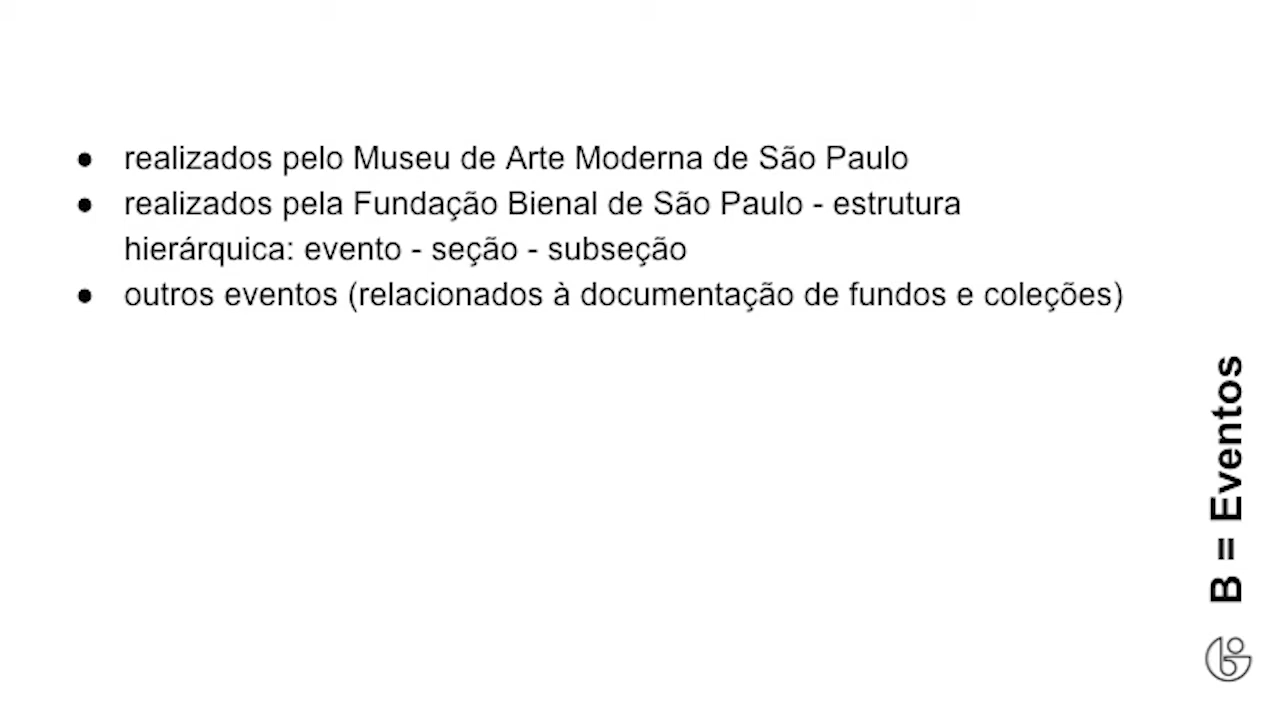 ● realizados pelo Museu de Arte Moderna de São Paulo
● realizados pela Fundação Bienal de São Paulo - estrutura
hierárquica: evento - seção - subseção
● outros eventos (relacionados à documentação de fundos e coleções)
B = Eventos